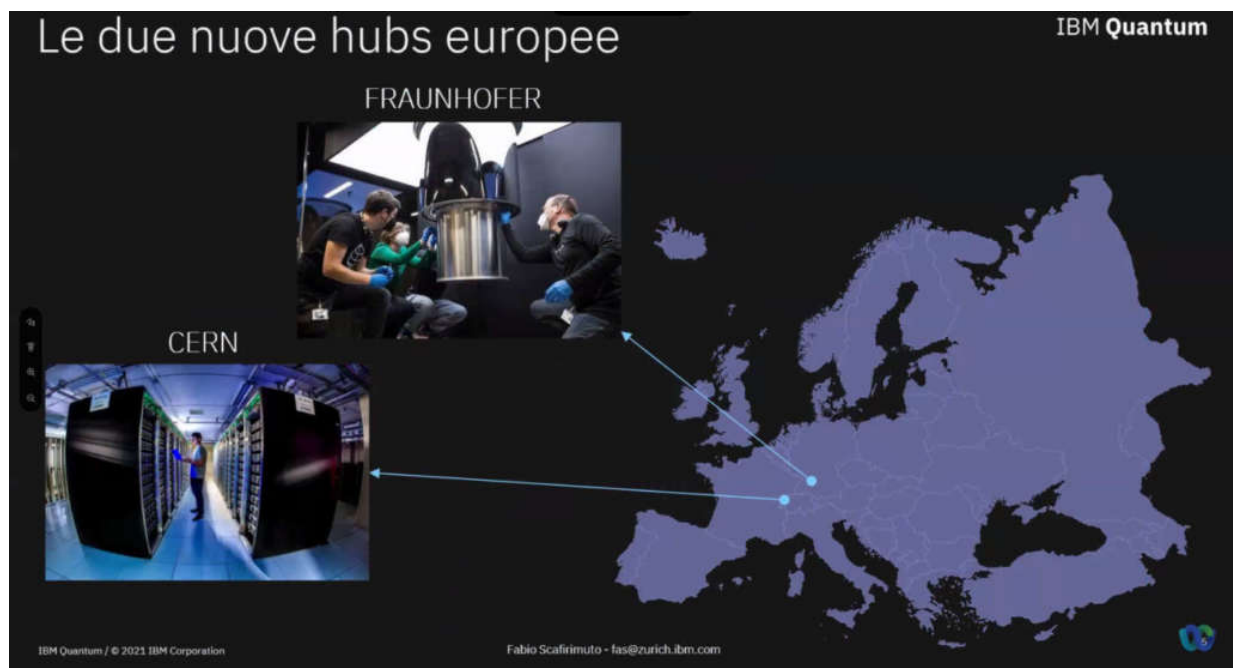 Le due nuove hubs europee
IBM Quantum
FRAUNHOFER
CERN
IBM Quantum / © 2021 IBM Corporation
Fabio Scafirimuto - fas@zurich.ibm.com